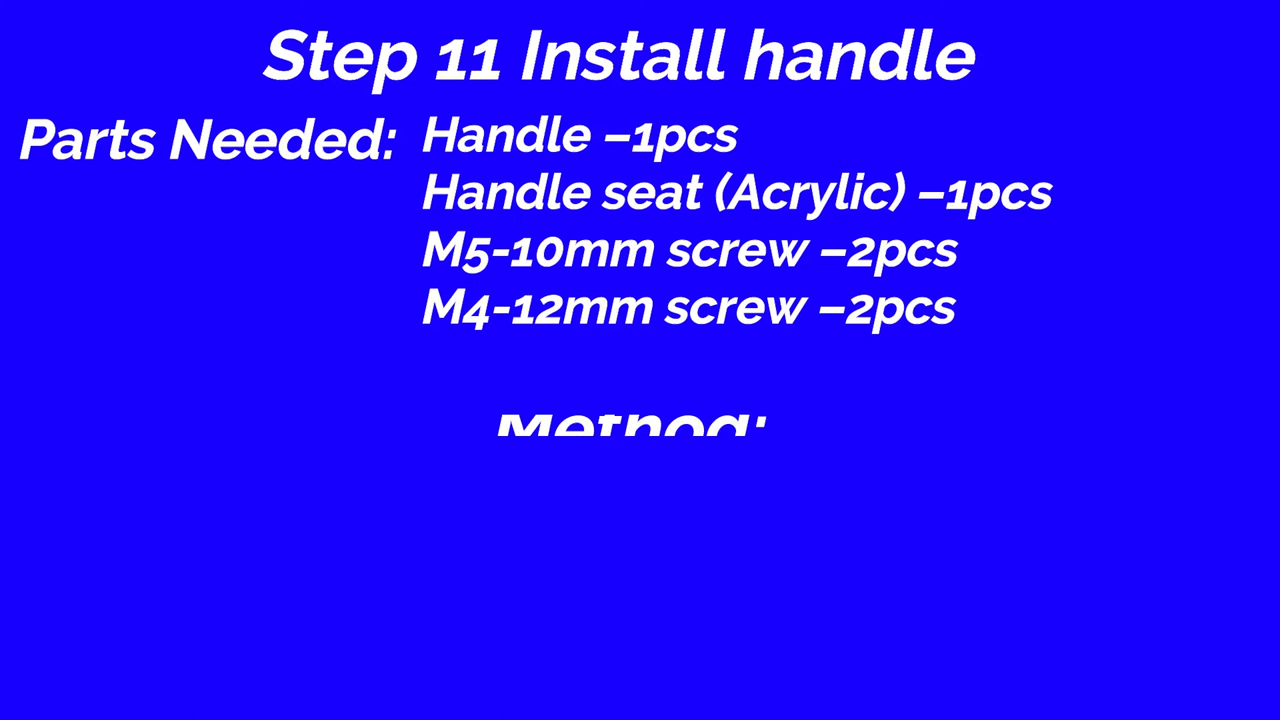 Step 11 Install handle
Parts Needed:
Handle –1pcs
Handle seat (Acrylic) –1pcs
M5-10mm screw –2pcs
M4-12mm screw –2pcs
Method: